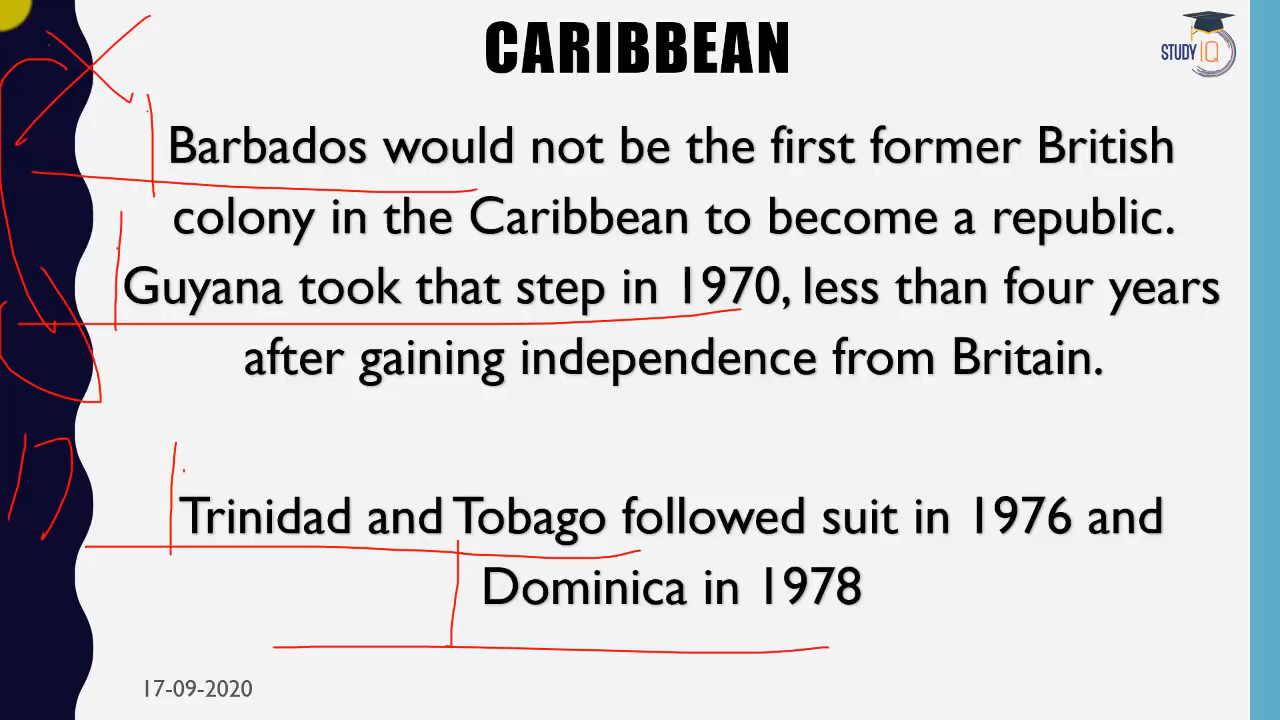 CARIBBEAN
STUDY IQ
Barbados would not be the first former British
colony in the Caribbean to become a republic.
Guyana took that step in 1970, less than four years
after gaining independence from Britain.
Trinidad and Tobago followed suit in 1976 and
Dominica in 1978
17-09-2020